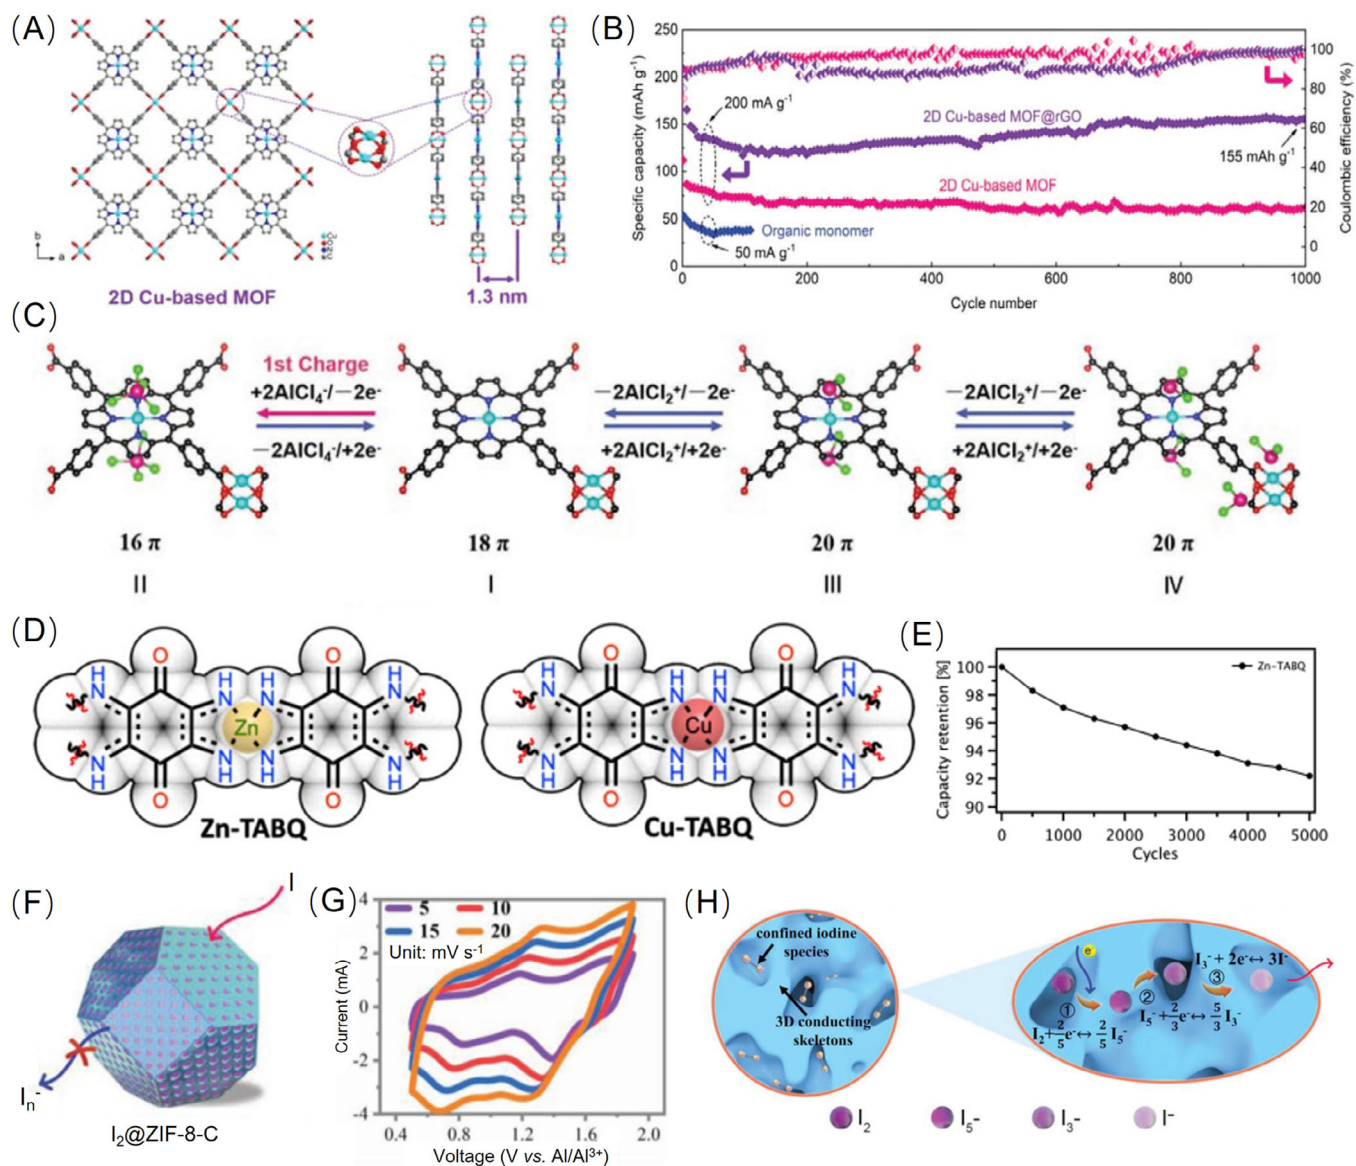 (A)
Cu
O
N
C
b
a
2D Cu-based MOF
1.3 nm
(B)
Specific capacity (mAh g⁻¹)
250
200
150
100
50
0
200 mA g⁻¹
2D Cu-based MOF@rGO
155 mAh g⁻¹
2D Cu-based MOF
Organic monomer
50 mA g⁻¹
0 200 400 600 800 1000
Cycle number
100
80
60
40
20
0
Coulombic efficiency (%)
(C)
1st Charge
+2AlCl₄⁻/−2e⁻
−2AlCl₄⁻/+2e⁻
−2AlCl₂⁺/−2e⁻
+2AlCl₂⁺/+2e⁻
−2AlCl₂⁺/−2e⁻
+2AlCl₂⁺/+2e⁻
16 π
18 π
20 π
20 π
II
I
III
IV
(D)
O O
H N H N N H H N
Zn
N H N H N H N H
O O
Zn-TABQ
O O
H N H N N H H N
Cu
N H N H N H N H
O O
Cu-TABQ
(E)
Capacity retention [%]
100
98
96
94
92
90
Zn-TABQ
0 1000 2000 3000 4000 5000
Cycles
(F)
I
Iₙ⁻
I₂@ZIF-8-C
(G)
Current (mA)
4
2
0
-2
-4
5 10
15 20
Unit: mV s⁻¹
0.4 0.8 1.2 1.6 2.0
Voltage (V vs. Al/Al³⁺)
(H)
confined iodine
species
3D conducting
skeletons
e⁻
①
I₂+2/5e⁻↔ 2/5 I₅⁻
②
I₅⁻+2/3e⁻↔ 5/3 I₃⁻
I₃⁻+ 2e⁻↔ 3I⁻
③
I₂ I₅- I₃- I⁻